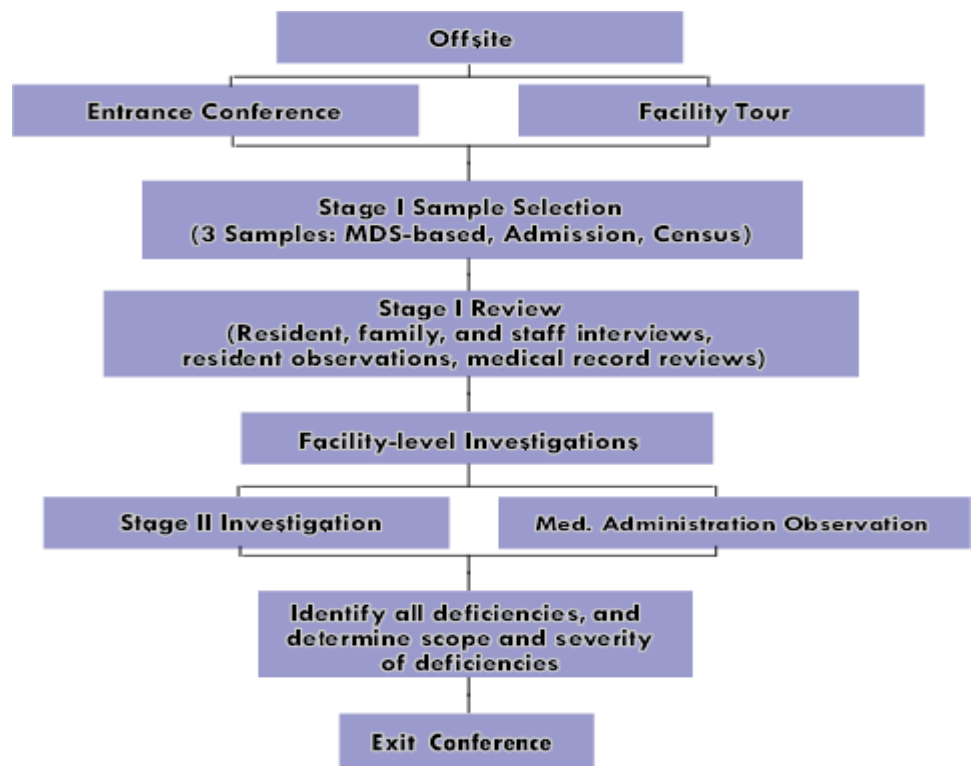 Offsite
Entrance Conference
Facility Tour
Stage I Sample Selection
(3 Samples: MDS-based, Admission, Census)
Stage I Review
(Resident, family, and staff interviews,
resident observations, medical record reviews)
Facility-level Investigations
Stage II Investigation
Med. Administration Observation
Identify all deficiencies, and
determine scope and severity
of deficiencies
Exit Conference